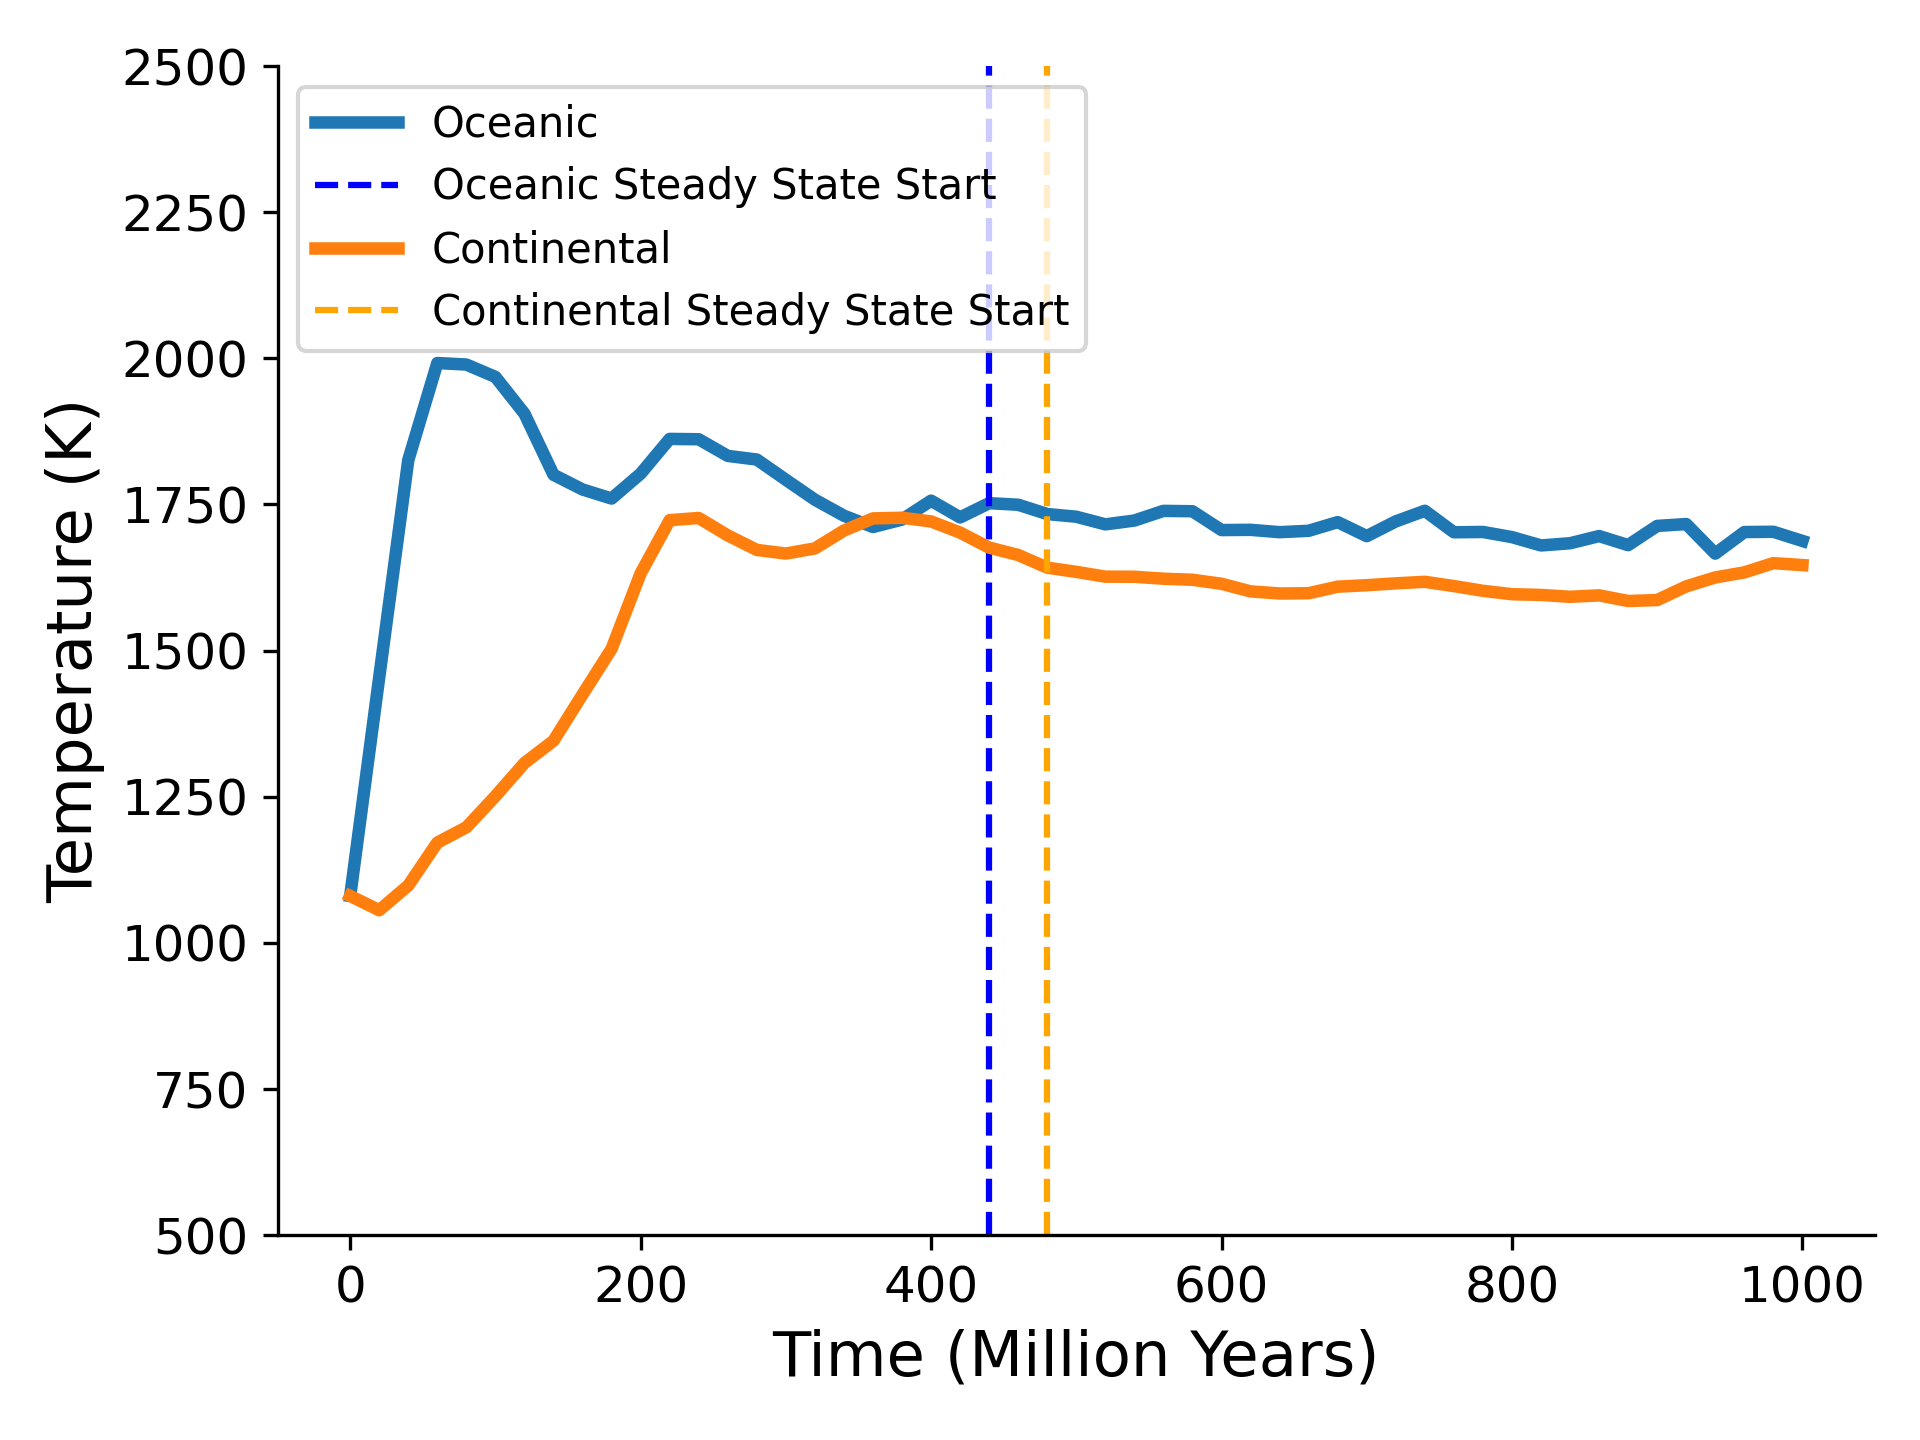 2500
2250
2000
1750
1500
1250
1000
750
500
Temperature (K)
Oceanic
Oceanic Steady State Start
Continental
Continental Steady State Start
0 200 400 600 800 1000
Time (Million Years)